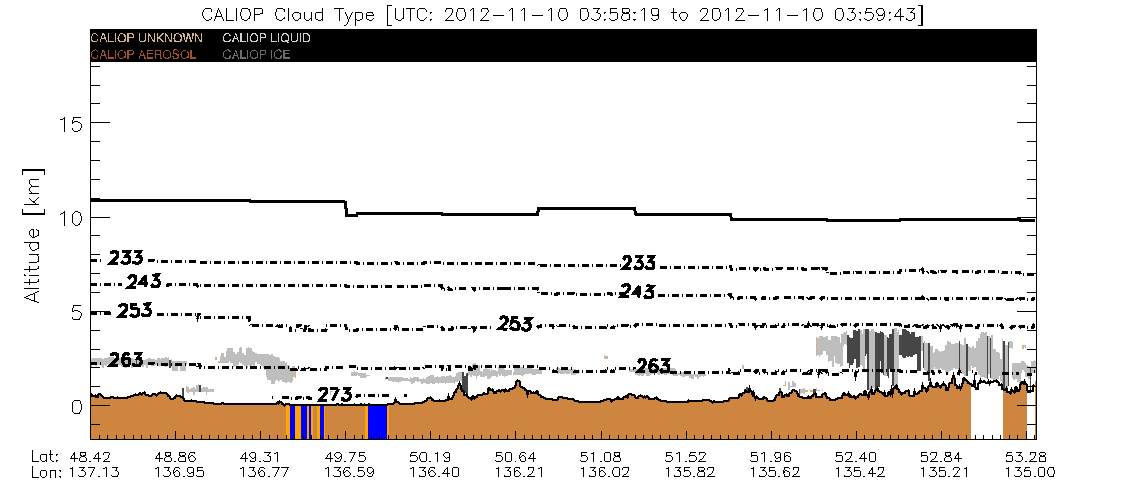 CALIOP Cloud Type [UTC: 2012-11-10 03:58:19 to 2012-11-10 03:59:43]
CALIOP UNKNOWN CALIOP LIQUID
CALIOP AEROSOL CALIOP ICE
15
10
5
0
Altitude [km]
233 233
243 243
253 253
263 263
273
Lat: 48.42 48.86 49.31 49.75 50.19 50.64 51.08 51.52 51.96 52.40 52.84 53.28
Lon: 137.13 136.95 136.77 136.59 136.40 136.21 136.02 135.82 135.62 135.42 135.21 135.00